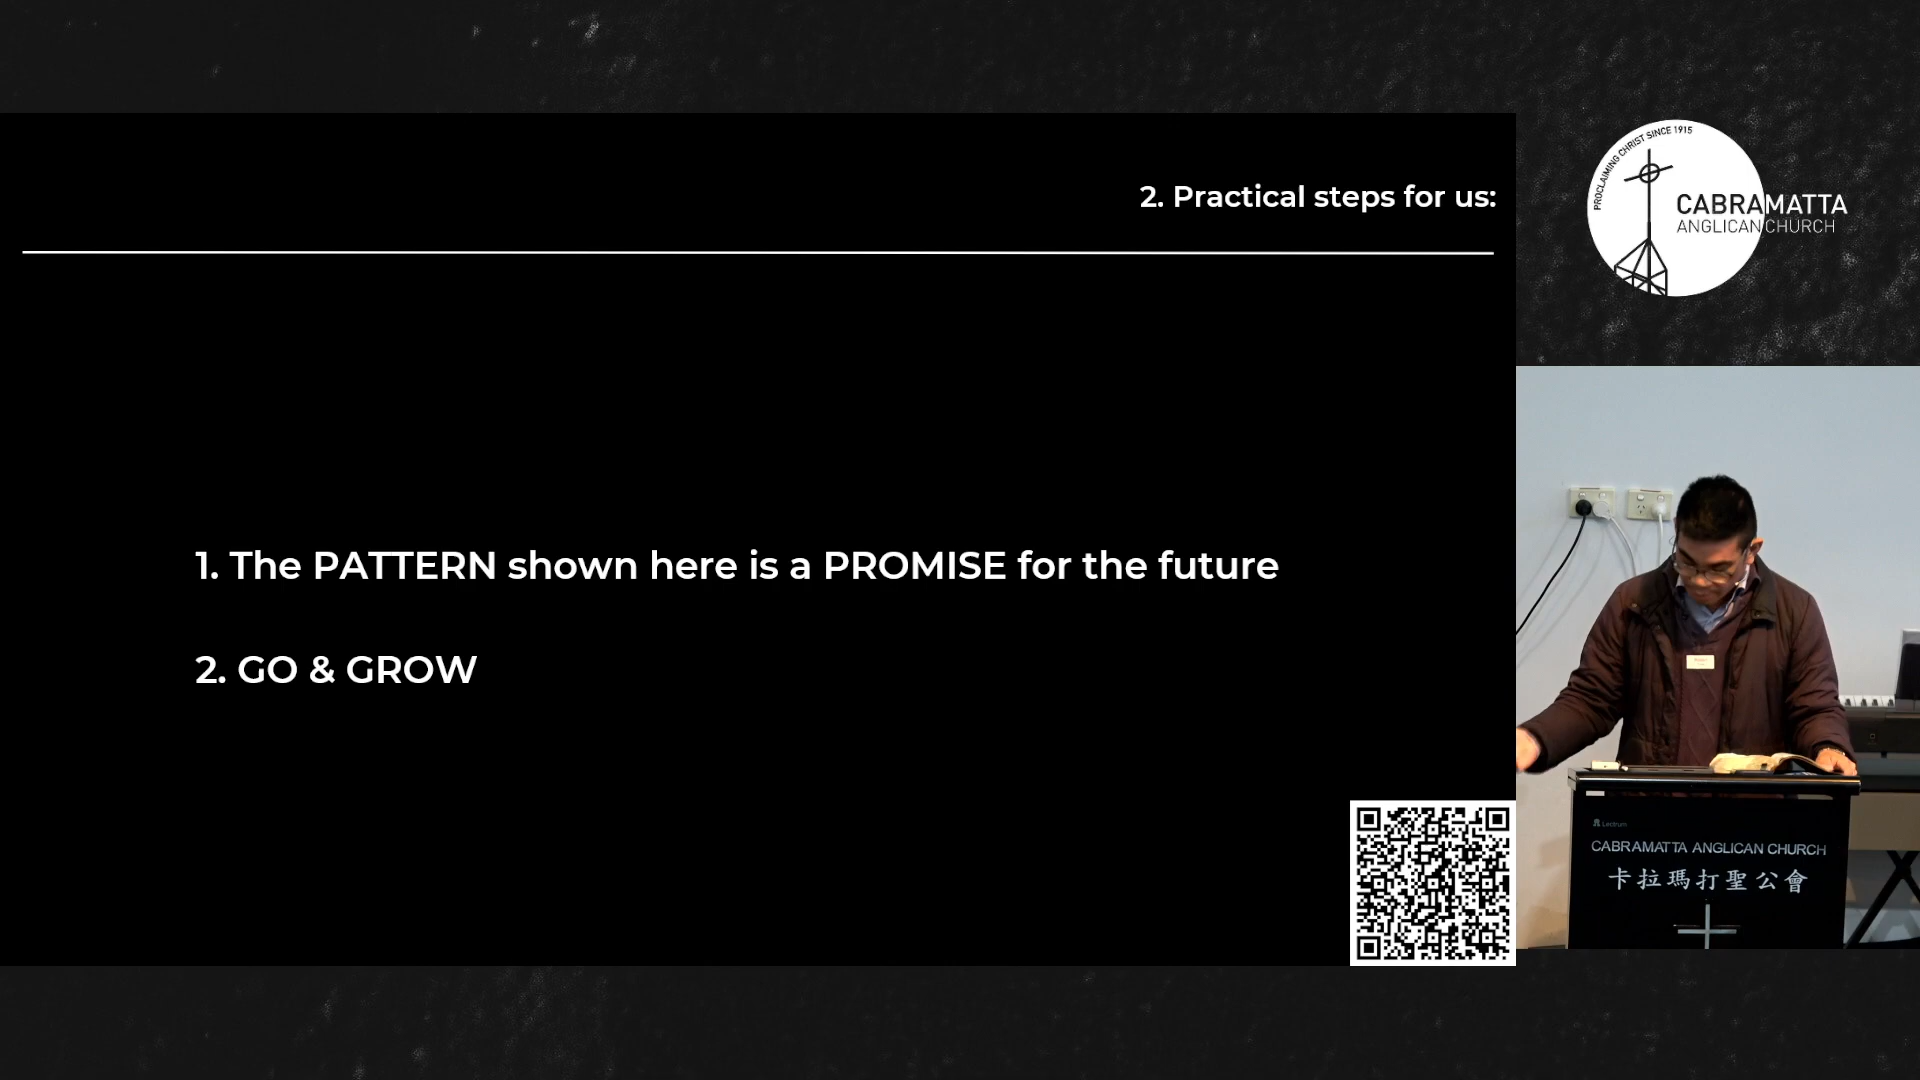 2. Practical steps for us:
1. The PATTERN shown here is a PROMISE for the future
2. GO & GROW
PROCLAIMING CHRIST SINCE 1915
CABRAMATTA
ANGLICAN CHURCH
Lectrum
CABRAMATTA ANGLICAN CHURCH
卡拉瑪打聖公會